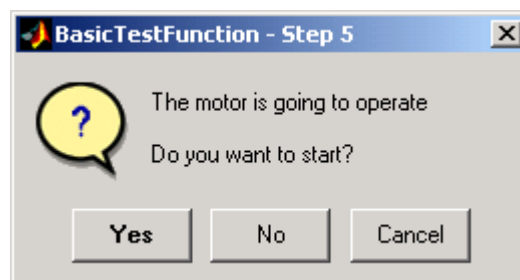 BasicTestFunction - Step 5
The motor is going to operate
Do you want to start?
?
Yes No Cancel